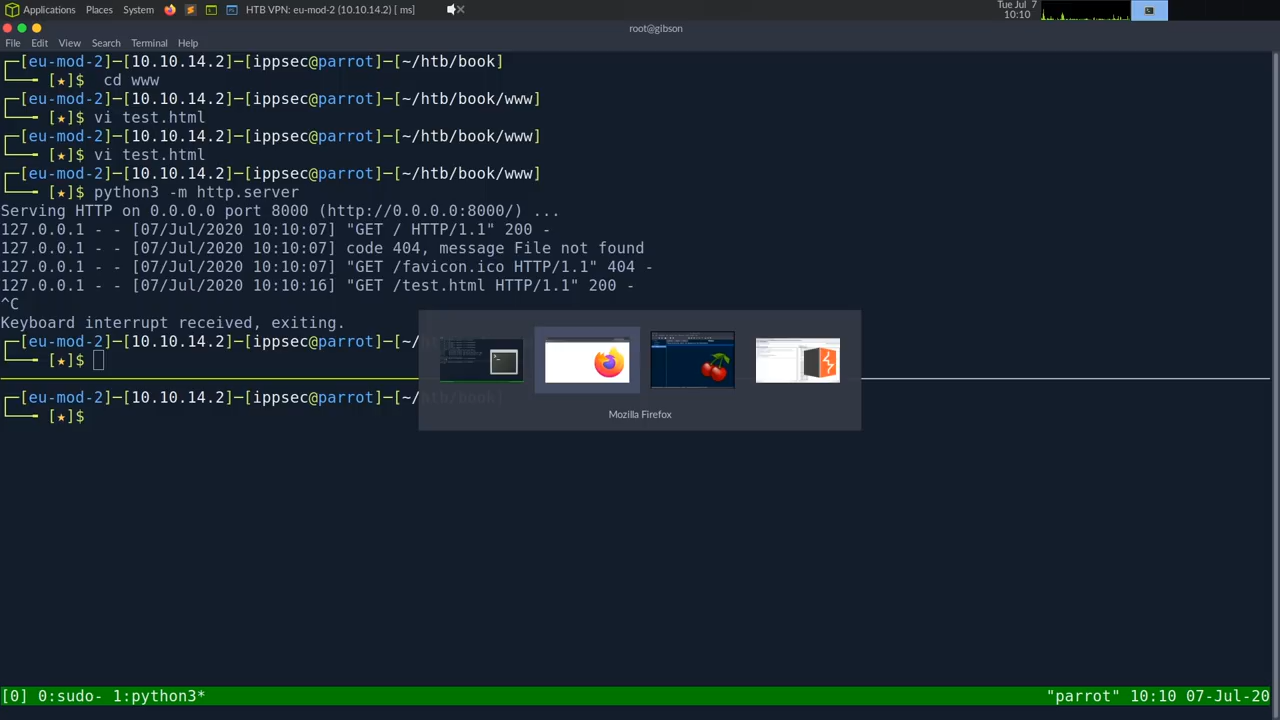 Applications Places System HTB VPN: eu-mod-2 (10.10.14.2) [ ms] Tue Jul 7
10:10
root@gibson
File Edit View Search Terminal Help
┌─[eu-mod-2]─[10.10.14.2]─[ippsec@parrot]─[~/htb/book]
└──╼ [★]$ cd www
┌─[eu-mod-2]─[10.10.14.2]─[ippsec@parrot]─[~/htb/book/www]
└──╼ [★]$ vi test.html
┌─[eu-mod-2]─[10.10.14.2]─[ippsec@parrot]─[~/htb/book/www]
└──╼ [★]$ vi test.html
┌─[eu-mod-2]─[10.10.14.2]─[ippsec@parrot]─[~/htb/book/www]
└──╼ [★]$ python3 -m http.server
Serving HTTP on 0.0.0.0 port 8000 (http://0.0.0.0:8000/) ...
127.0.0.1 - - [07/Jul/2020 10:10:07] "GET / HTTP/1.1" 200 -
127.0.0.1 - - [07/Jul/2020 10:10:07] code 404, message File not found
127.0.0.1 - - [07/Jul/2020 10:10:07] "GET /favicon.ico HTTP/1.1" 404 -
127.0.0.1 - - [07/Jul/2020 10:10:16] "GET /test.html HTTP/1.1" 200 -
^C
Keyboard interrupt received, exiting.
┌─[eu-mod-2]─[10.10.14.2]─[ippsec@parrot]─[~/
└──╼ [★]$
┌─[eu-mod-2]─[10.10.14.2]─[ippsec@parrot]─[~/htb/book]
└──╼ [★]$
Mozilla Firefox
[0] 0:sudo- 1:python3* "parrot" 10:10 07-Jul-20